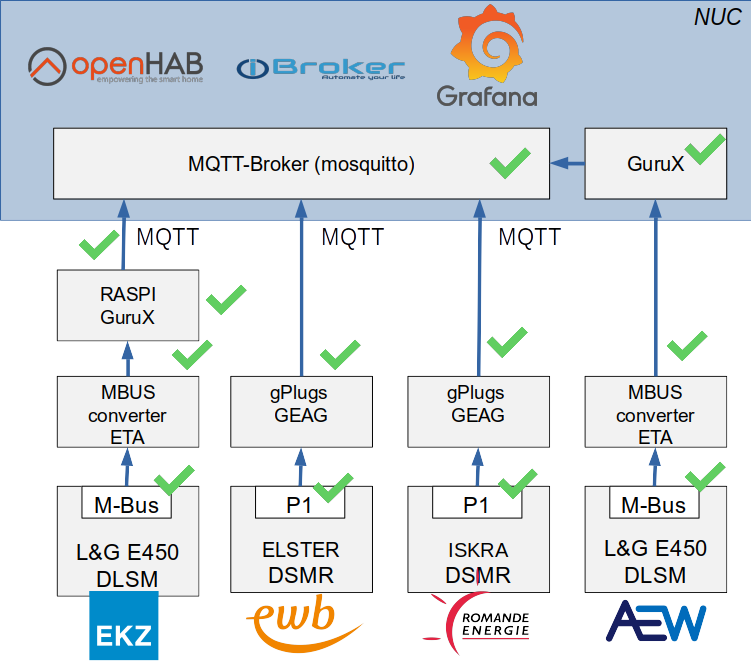 NUC
openHAB
empowering the smart home
iBroker
Automate your life
Grafana
MQTT-Broker (mosquitto)
GuruX
MQTT
MQTT
MQTT
RASPI
GuruX
MBUS
converter
ETA
gPlugs
GEAG
gPlugs
GEAG
MBUS
converter
ETA
M-Bus
L&G E450
DLSM
P1
ELSTER
DSMR
P1
ISKRA
DSMR
M-Bus
L&G E450
DLSM
EKZ
ewb
ROMANDE
ENERGIE
AEW